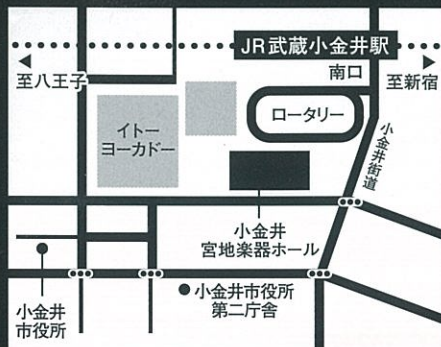 JR武蔵小金井駅
南口
至八王子
至新宿
ロータリー
イトー
ヨーカドー
小金井街道
小金井
宮地楽器ホール
小金井
市役所
小金井市役所
第二庁舎